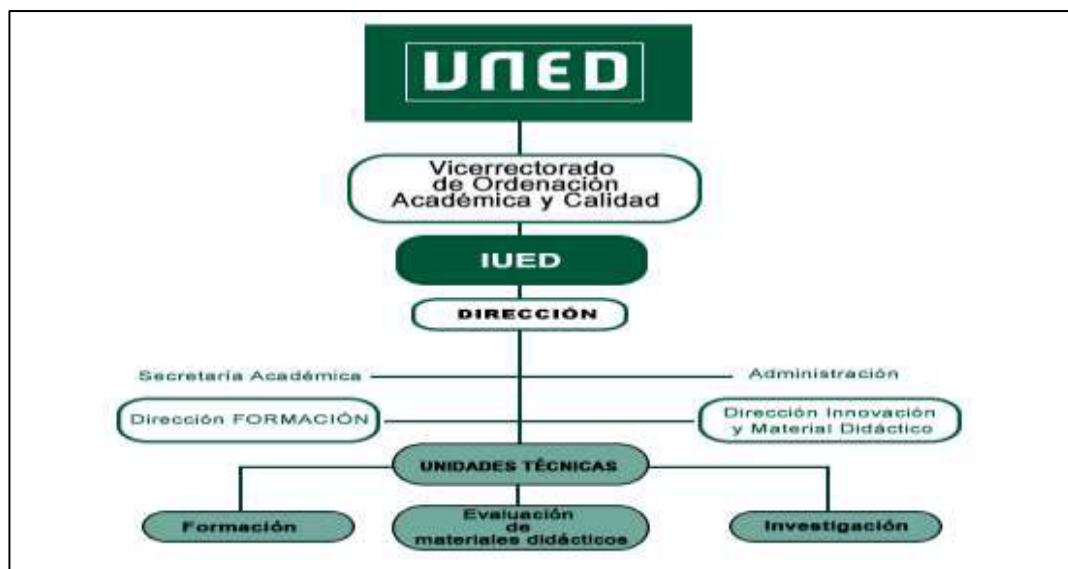 UNED
Vicerrectorado
de Ordenación
Académica y Calidad
IUED
DIRECCIÓN
Secretaría Académica
Administración
Dirección FORMACIÓN
Dirección Innovación
y Material Didáctico
UNIDADES TÉCNICAS
Formación
Evaluación
de
materiales didácticos
Investigación